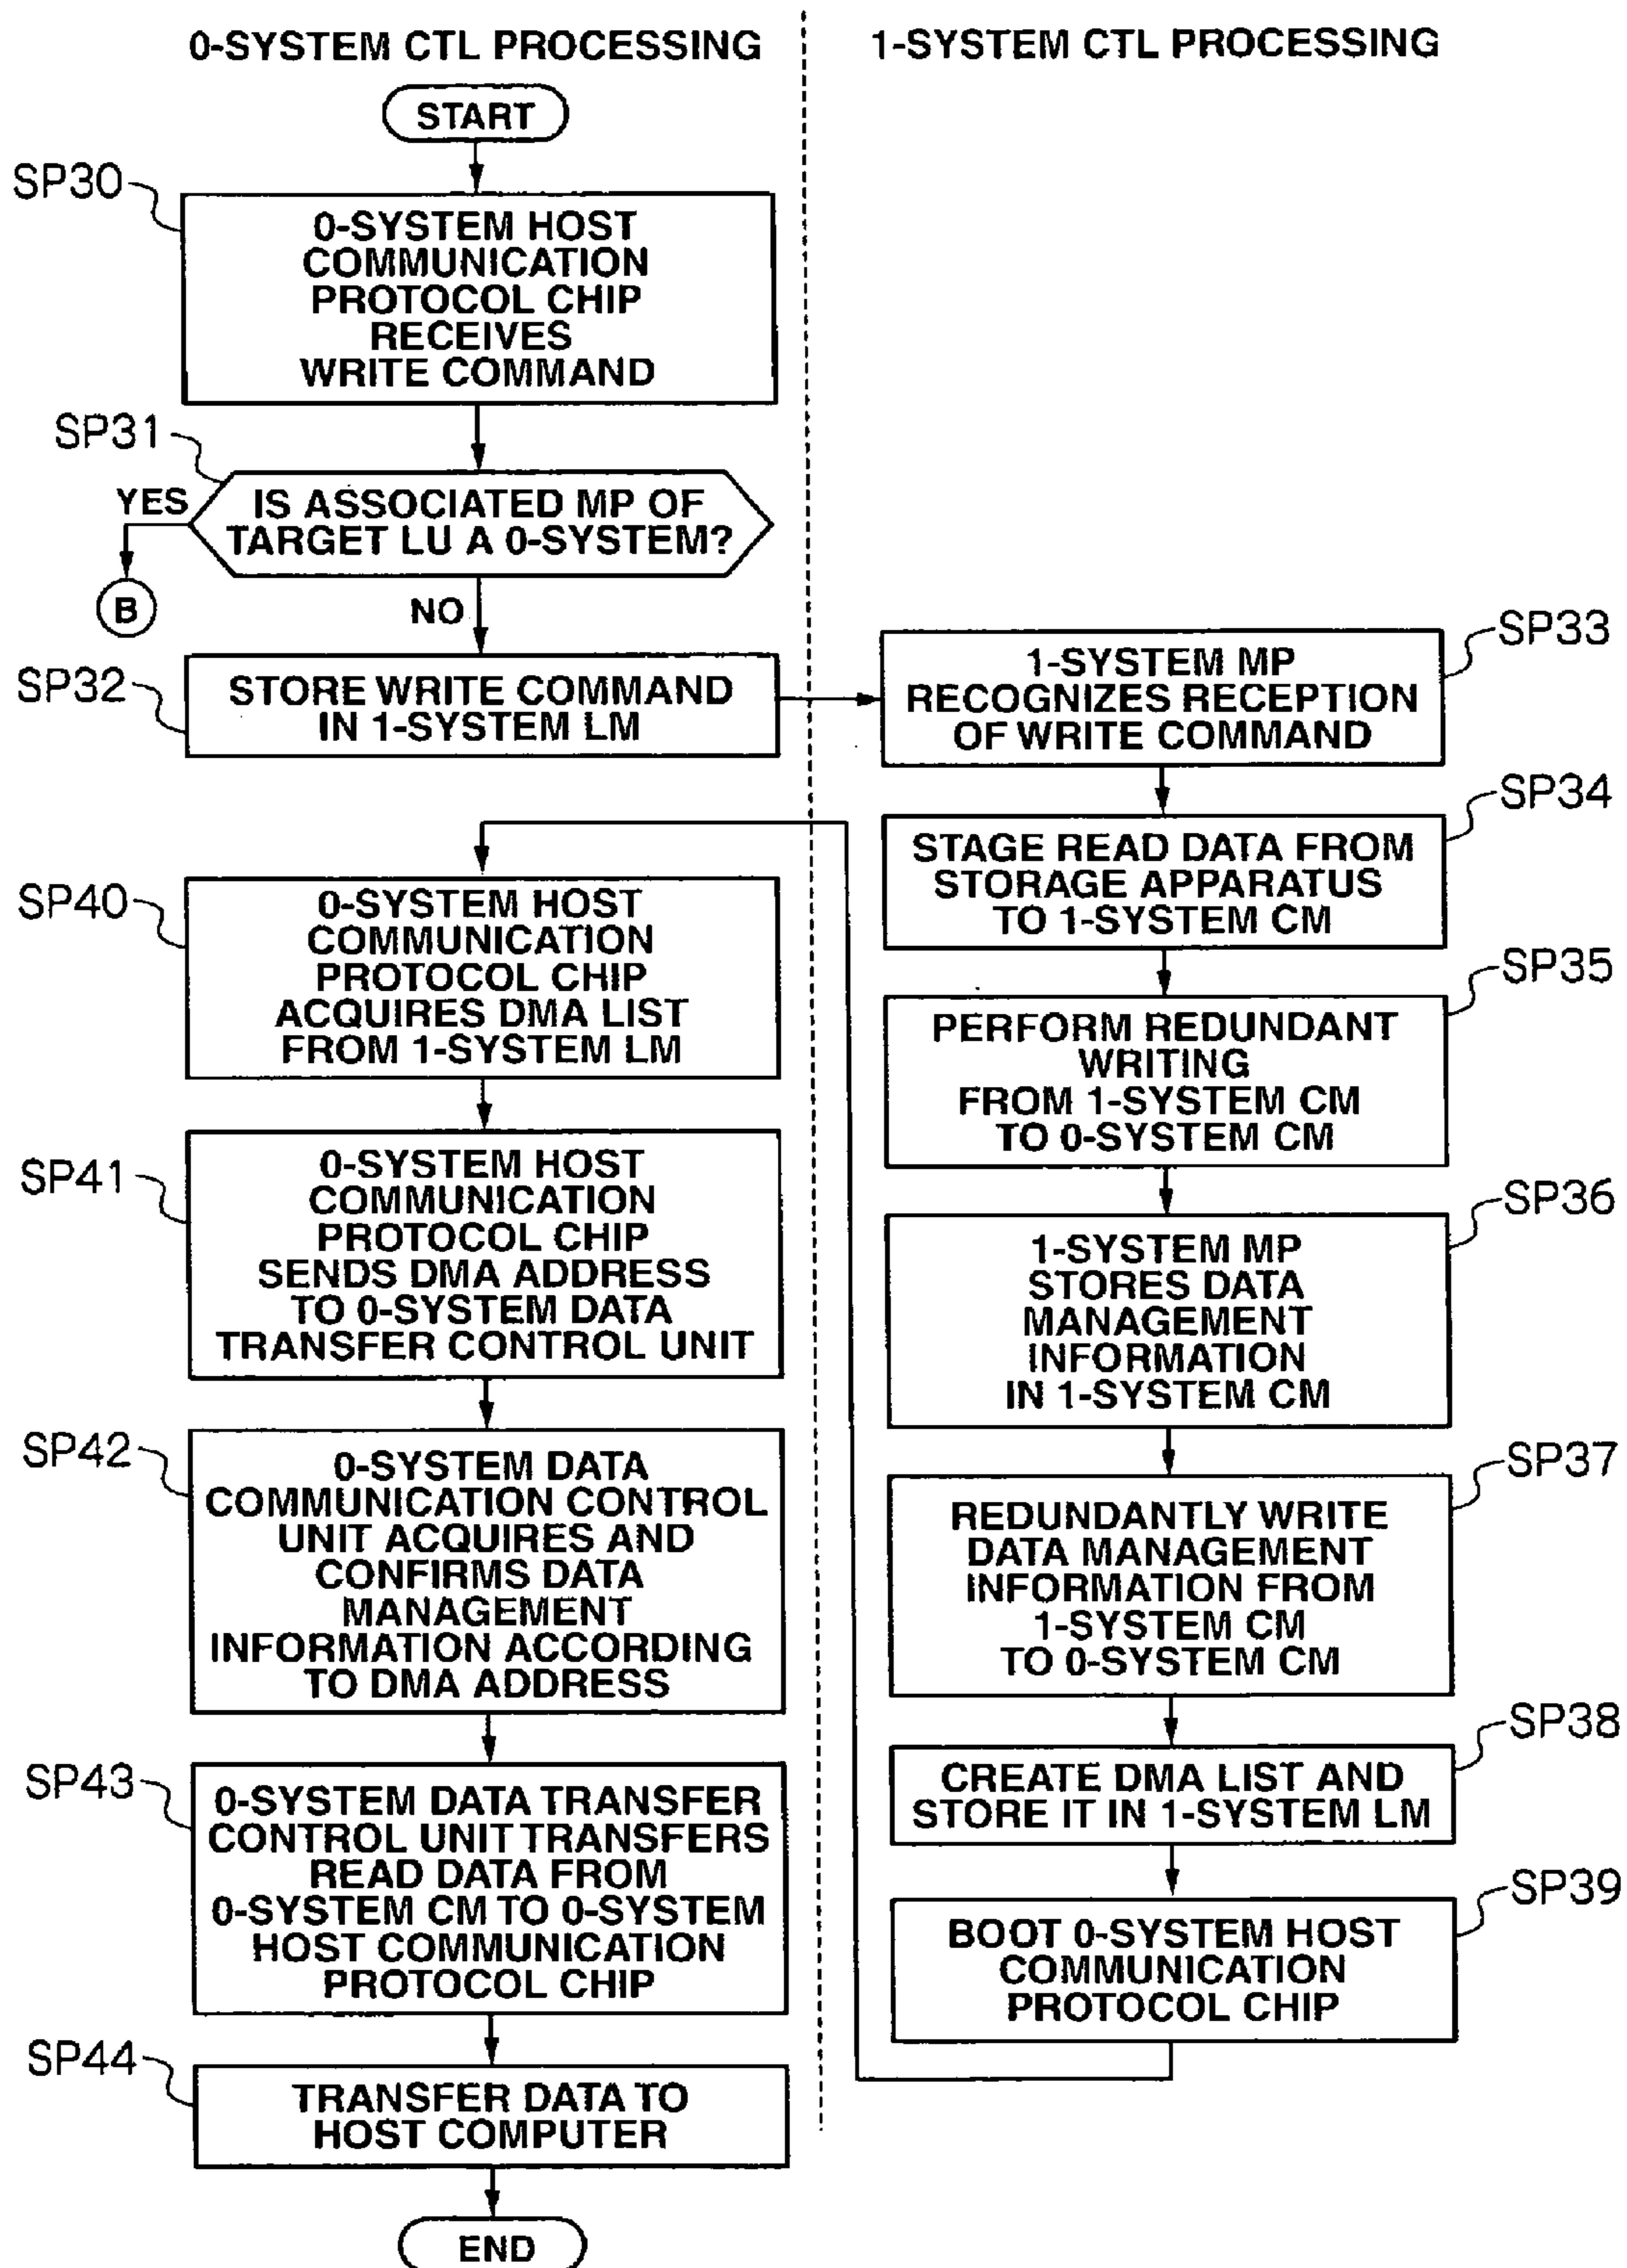 0-SYSTEM CTL PROCESSING
1-SYSTEM CTL PROCESSING
START
SP30
0-SYSTEM HOST
COMMUNICATION
PROTOCOL CHIP
RECEIVES
WRITE COMMAND
SP31
YES
IS ASSOCIATED MP OF
TARGET LU A 0-SYSTEM?
B
NO
SP32
STORE WRITE COMMAND
IN 1-SYSTEM LM
SP33
1-SYSTEM MP
RECOGNIZES RECEPTION
OF WRITE COMMAND
SP34
STAGE READ DATA FROM
STORAGE APPARATUS
TO 1-SYSTEM CM
SP35
PERFORM REDUNDANT
WRITING
FROM 1-SYSTEM CM
TO 0-SYSTEM CM
SP36
1-SYSTEM MP
STORES DATA
MANAGEMENT
INFORMATION
IN 1-SYSTEM CM
SP37
REDUNDANTLY WRITE
DATA MANAGEMENT
INFORMATION FROM
1-SYSTEM CM
TO 0-SYSTEM CM
SP38
CREATE DMA LIST AND
STORE IT IN 1-SYSTEM LM
SP39
BOOT 0-SYSTEM HOST
COMMUNICATION
PROTOCOL CHIP
SP40
0-SYSTEM HOST
COMMUNICATION
PROTOCOL CHIP
ACQUIRES DMA LIST
FROM 1-SYSTEM LM
SP41
0-SYSTEM HOST
COMMUNICATION
PROTOCOL CHIP
SENDS DMA ADDRESS
TO 0-SYSTEM DATA
TRANSFER CONTROL UNIT
SP42
0-SYSTEM DATA
COMMUNICATION CONTROL
UNIT ACQUIRES AND
CONFIRMS DATA
MANAGEMENT
INFORMATION ACCORDING
TO DMA ADDRESS
SP43
0-SYSTEM DATA TRANSFER
CONTROL UNIT TRANSFERS
READ DATA FROM
0-SYSTEM CM TO 0-SYSTEM
HOST COMMUNICATION
PROTOCOL CHIP
SP44
TRANSFER DATA TO
HOST COMPUTER
END